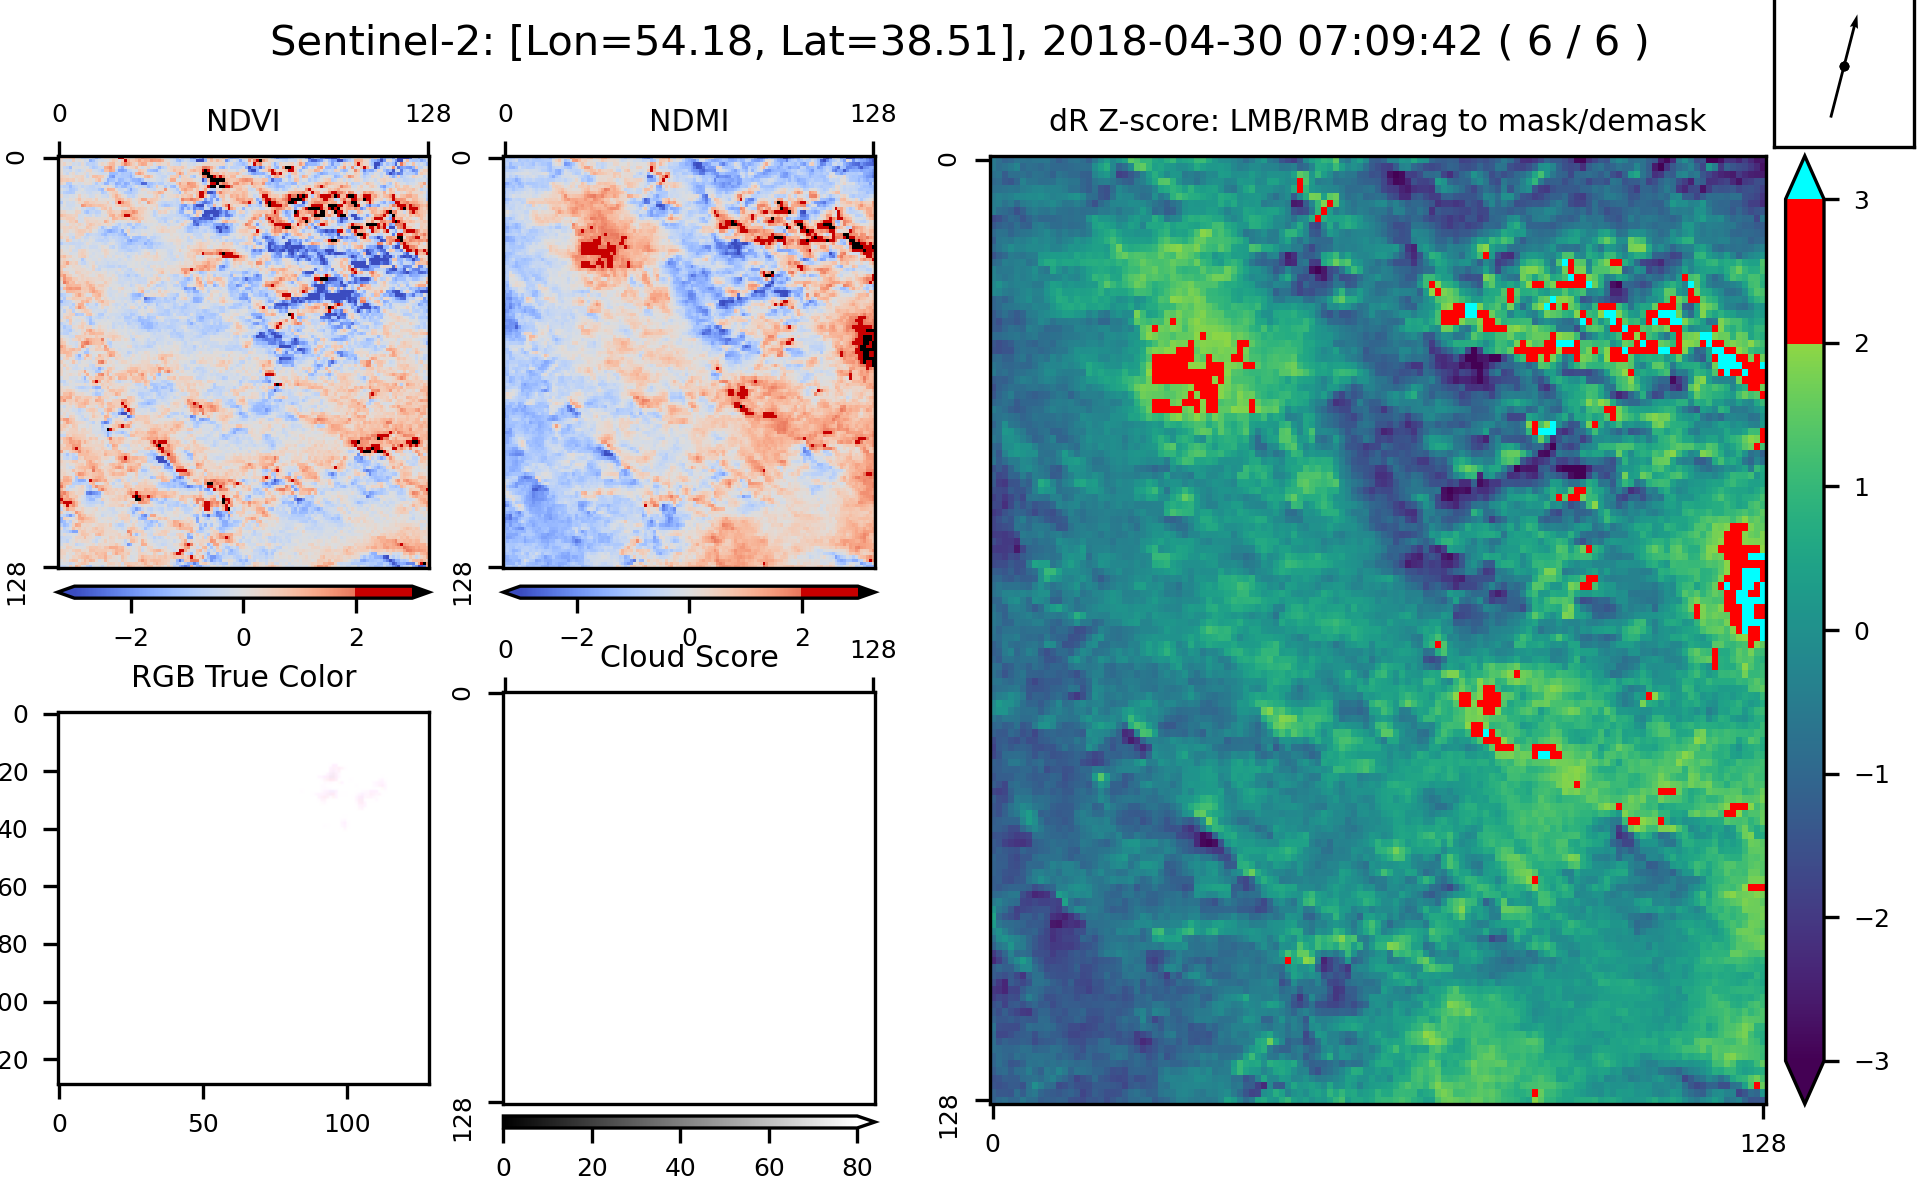 Sentinel-2: [Lon=54.18, Lat=38.51], 2018-04-30 07:09:42 ( 6 / 6 )
0 128 0 128
NDVI NDMI dR Z-score: LMB/RMB drag to mask/demask
0 0 0
3
2
1
0
−1
−2
−3
128 128 128
−2 0 2 −2 0 2
0 128
RGB True Color Cloud Score
0
20
40
60
80
00
20
0 50 100
0
128
0 20 40 60 80
0 128